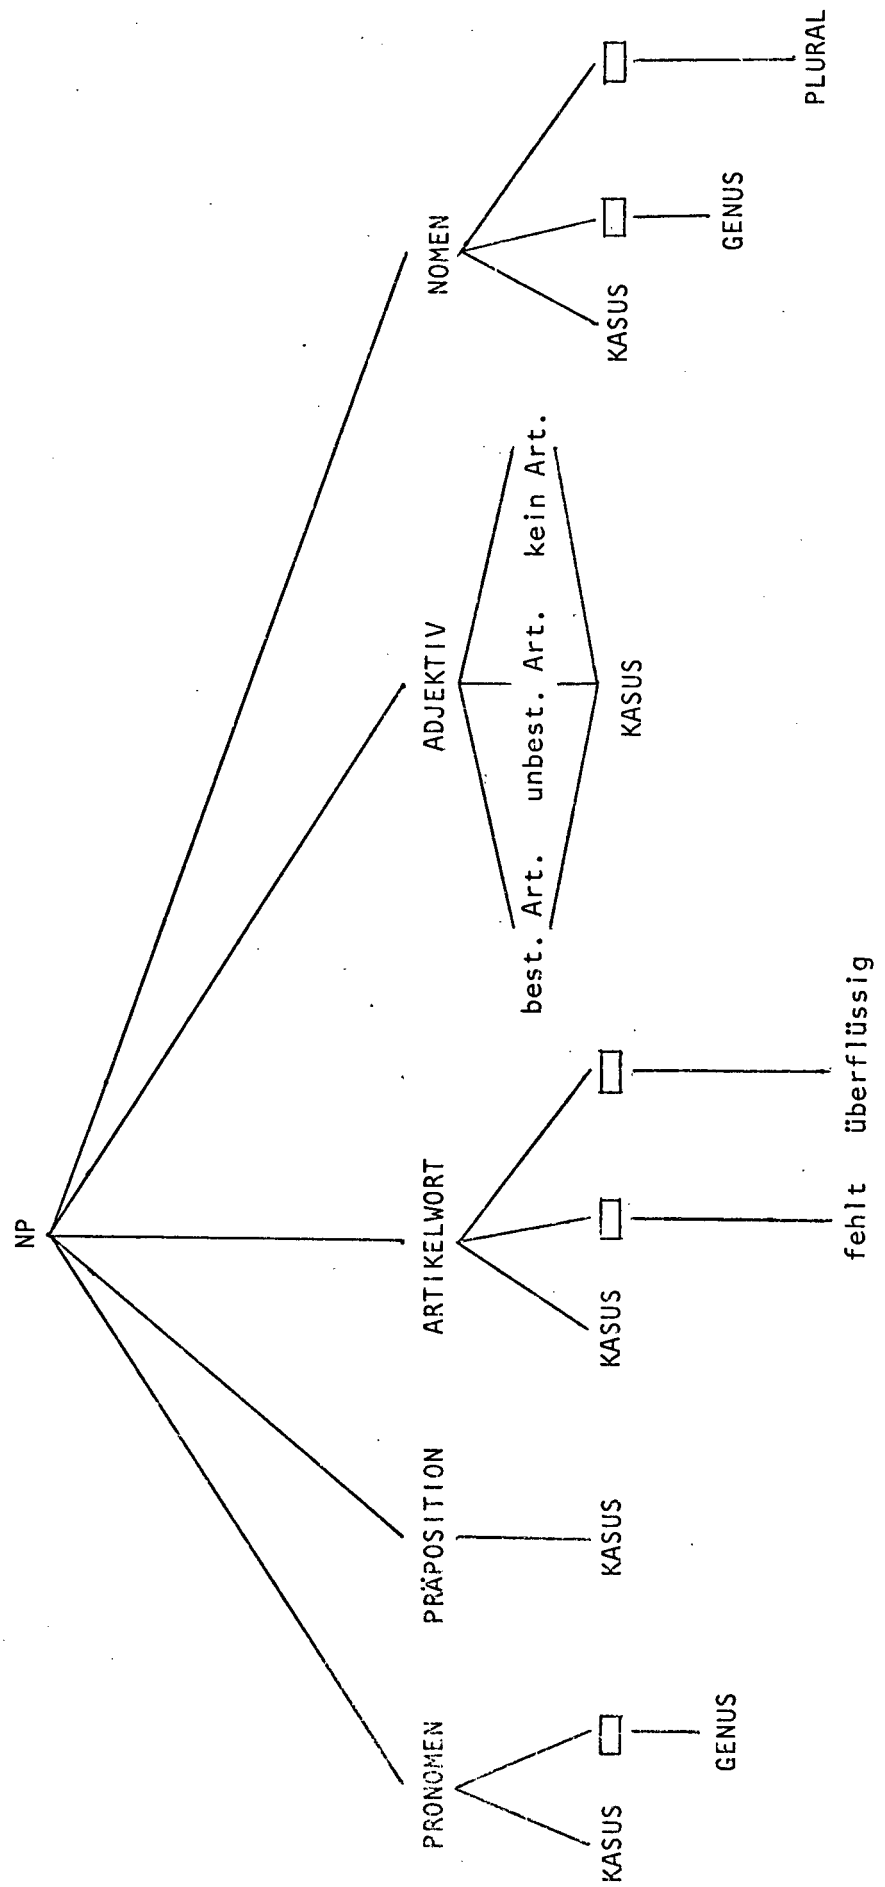 NP
PRONOMEN PRÄPOSITION ARTIKELWORT ADJEKTIV NOMEN
best. Art. unbest. Art. kein Art.
KASUS KASUS KASUS KASUS KASUS
GENUS GENUS
PLURAL
fehlt überflüssig